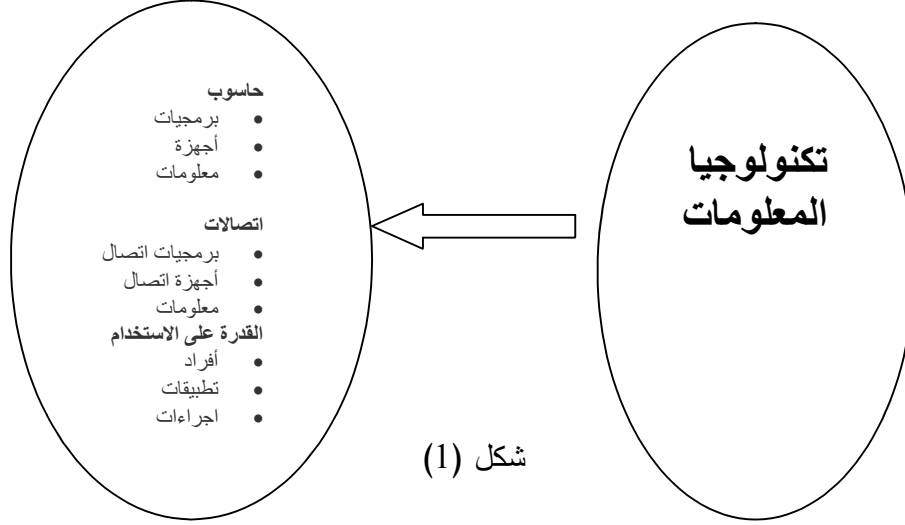 تكنولوجيا
المعلومات
حاسوب
• برمجيات
• أجهزة
• معلومات
اتصالات
• برمجيات اتصال
• أجهزة اتصال
• معلومات
القدرة على الاستخدام
• أفراد
• تطبيقات
• اجراءات
شكل (1)